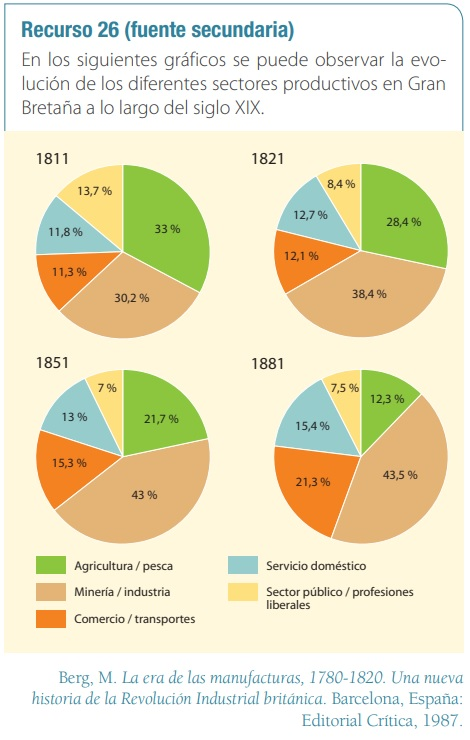 Recurso 26 (fuente secundaria)
En los siguientes gráficos se puede observar la evo-
lución de los diferentes sectores productivos en Gran
Bretaña a lo largo del siglo XIX.
1811
13,7 %
33 %
11,8 %
11,3 %
30,2 %
1821
8,4 %
28,4 %
12,7 %
12,1 %
38,4 %
1851
7 %
21,7 %
13 %
15,3 %
43 %
1881
7,5 %
12,3 %
15,4 %
21,3 %
43,5 %
Agricultura / pesca
Minería / industria
Comercio / transportes
Servicio doméstico
Sector público / profesiones
liberales
Berg, M. La era de las manufacturas, 1780-1820. Una nueva
historia de la Revolución Industrial británica. Barcelona, España:
Editorial Crítica, 1987.